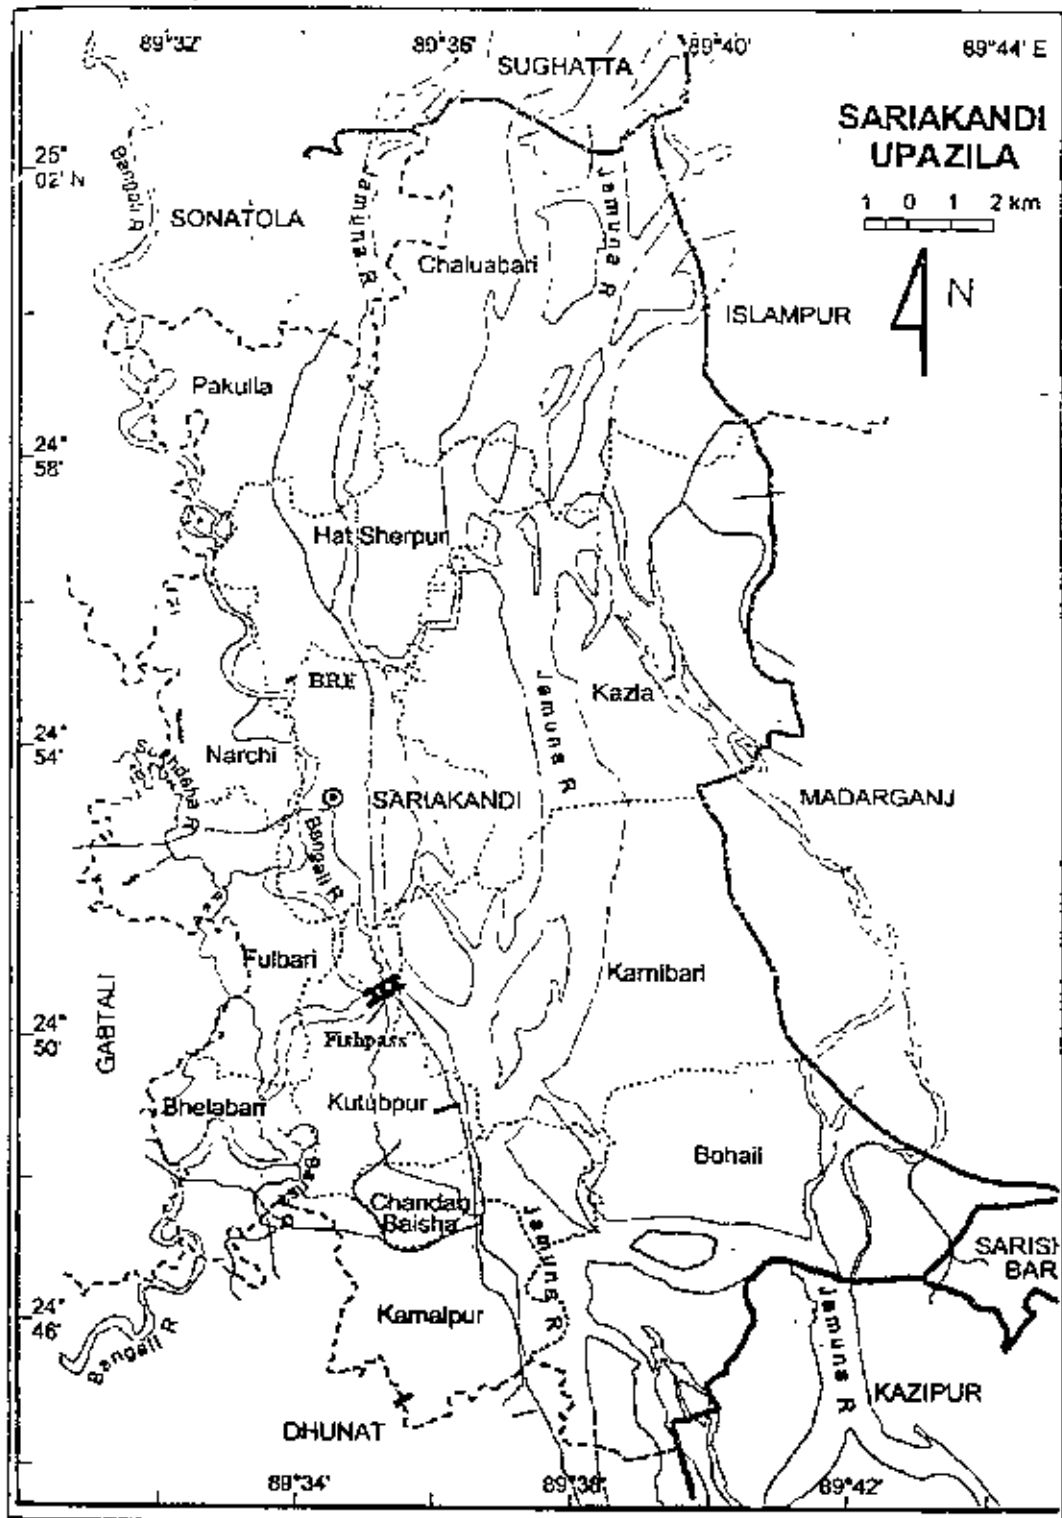 89°32'
89°36'
89°40'
89°44' E
SUGHATTA
SARIAKANDI
UPAZILA
25°
02' N
Bangali R
Jamuna R
Jamuna R
1 0 1 2 km
SONATOLA
Chaluabari
N
ISLAMPUR
Pakulla
24°
58'
Hat Sherpur
BRE
Kazla
Jamuna R
24°
54'
Narchi
R
SARIAKANDI
MADARGANJ
Bangali R
Fulbari
Karnibari
GABTALI
24°
50'
Fishpass
Bhelabari
Kutubpur
Bohail
Chandan
Baisha
Jamuna R
SARISH
BAR
24°
46'
Kamalpur
Bangali R
Jamuna R
KAZIPUR
DHUNAT
89°34'
89°38'
89°42'